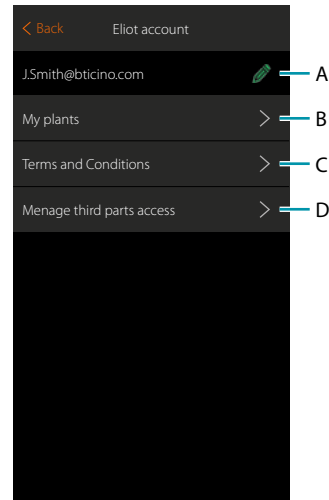 < Back Eliot account
J.Smith@bticino.com A
My plants B
Terms and Conditions C
Menage third parts access D